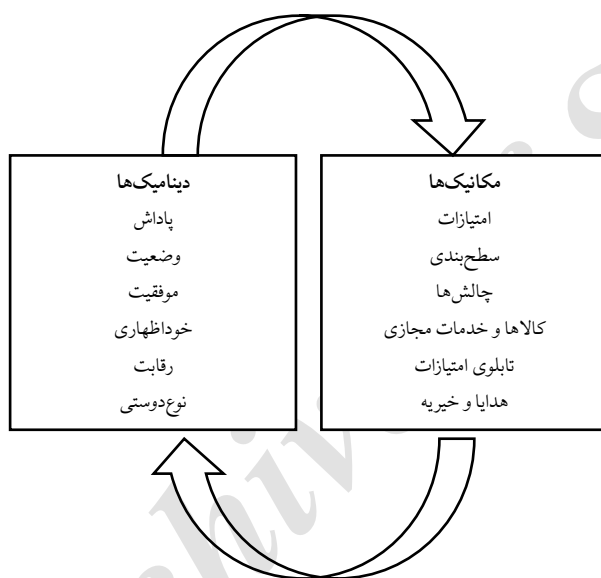 مکانیک‌ها
امتیازات
سطح‌بندی
چالش‌ها
کالاها و خدمات مجازی
تابلوی امتیازات
هدایا و خیریه
دینامیک‌ها
پاداش
وضعیت
موفقیت
خوداظهاری
رقابت
نوع‌دوستی